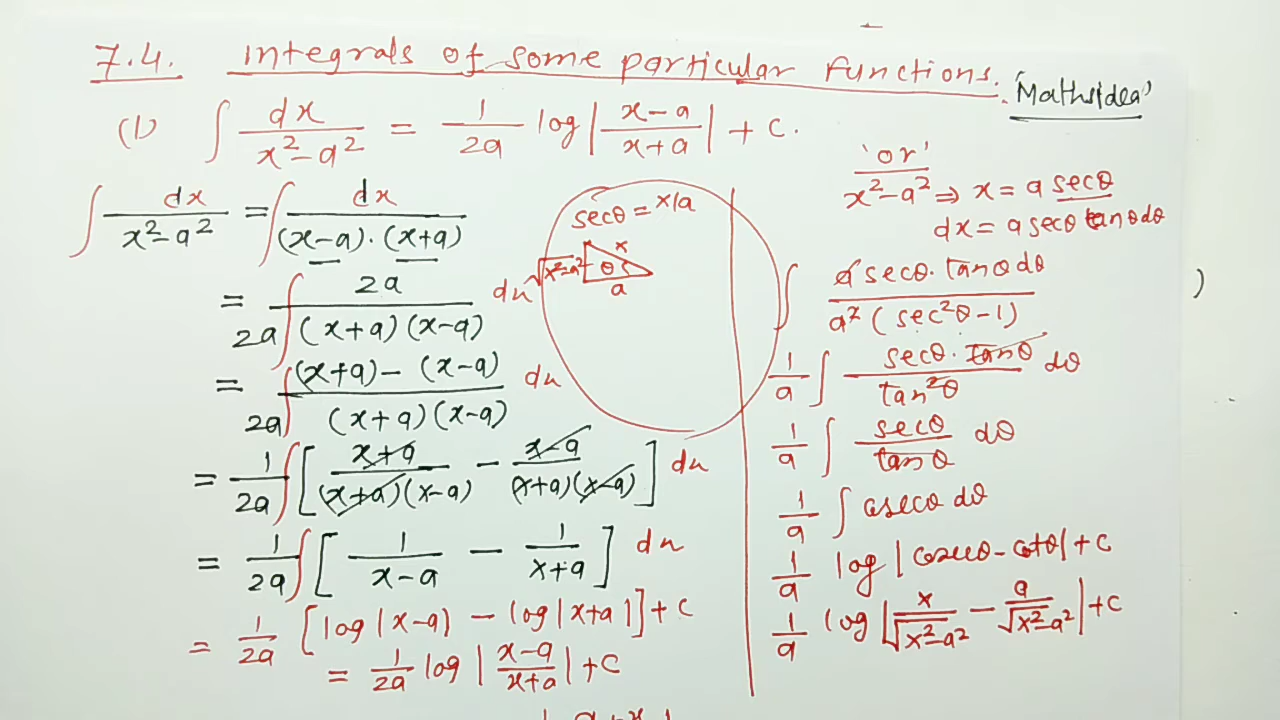 7.4. Integrals of some particular functions.
'Mathsidea'
(1) ∫ dx/(x²-a²) = 1/2a log|(x-a)/(x+a)| + c.
∫ dx/(x²-a²) = ∫ dx/((x-a).(x+a))
= 2a/2a ∫ 1/((x+a)(x-a)) dx
= 1/2a ∫ ((x+a) - (x-a))/((x+a)(x-a)) dx
= 1/2a ∫ [(x+a)/((x+a)(x-a)) - (x-a)/((x+a)(x-a))] dx
= 1/2a ∫ [1/(x-a) - 1/(x+a)] dx
= 1/2a [log|x-a) - log|x+a|] + c
= 1/2a log|(x-a)/(x+a)| + c
secθ = x/a
√x²-a² θ x
a
'or'
x²-a² ⇒ x = a secθ
dx = a secθ tanθ dθ
∫ a secθ. tanθ dθ/(a²(sec²θ-1))
1/a ∫ secθ. tanθ/tan²θ dθ
1/a ∫ secθ/tanθ dθ
1/a ∫ cosecθ dθ
1/a log|cosecθ - cotθ| + c
1/a log|x/√x²-a² - a/√x²-a²| + c